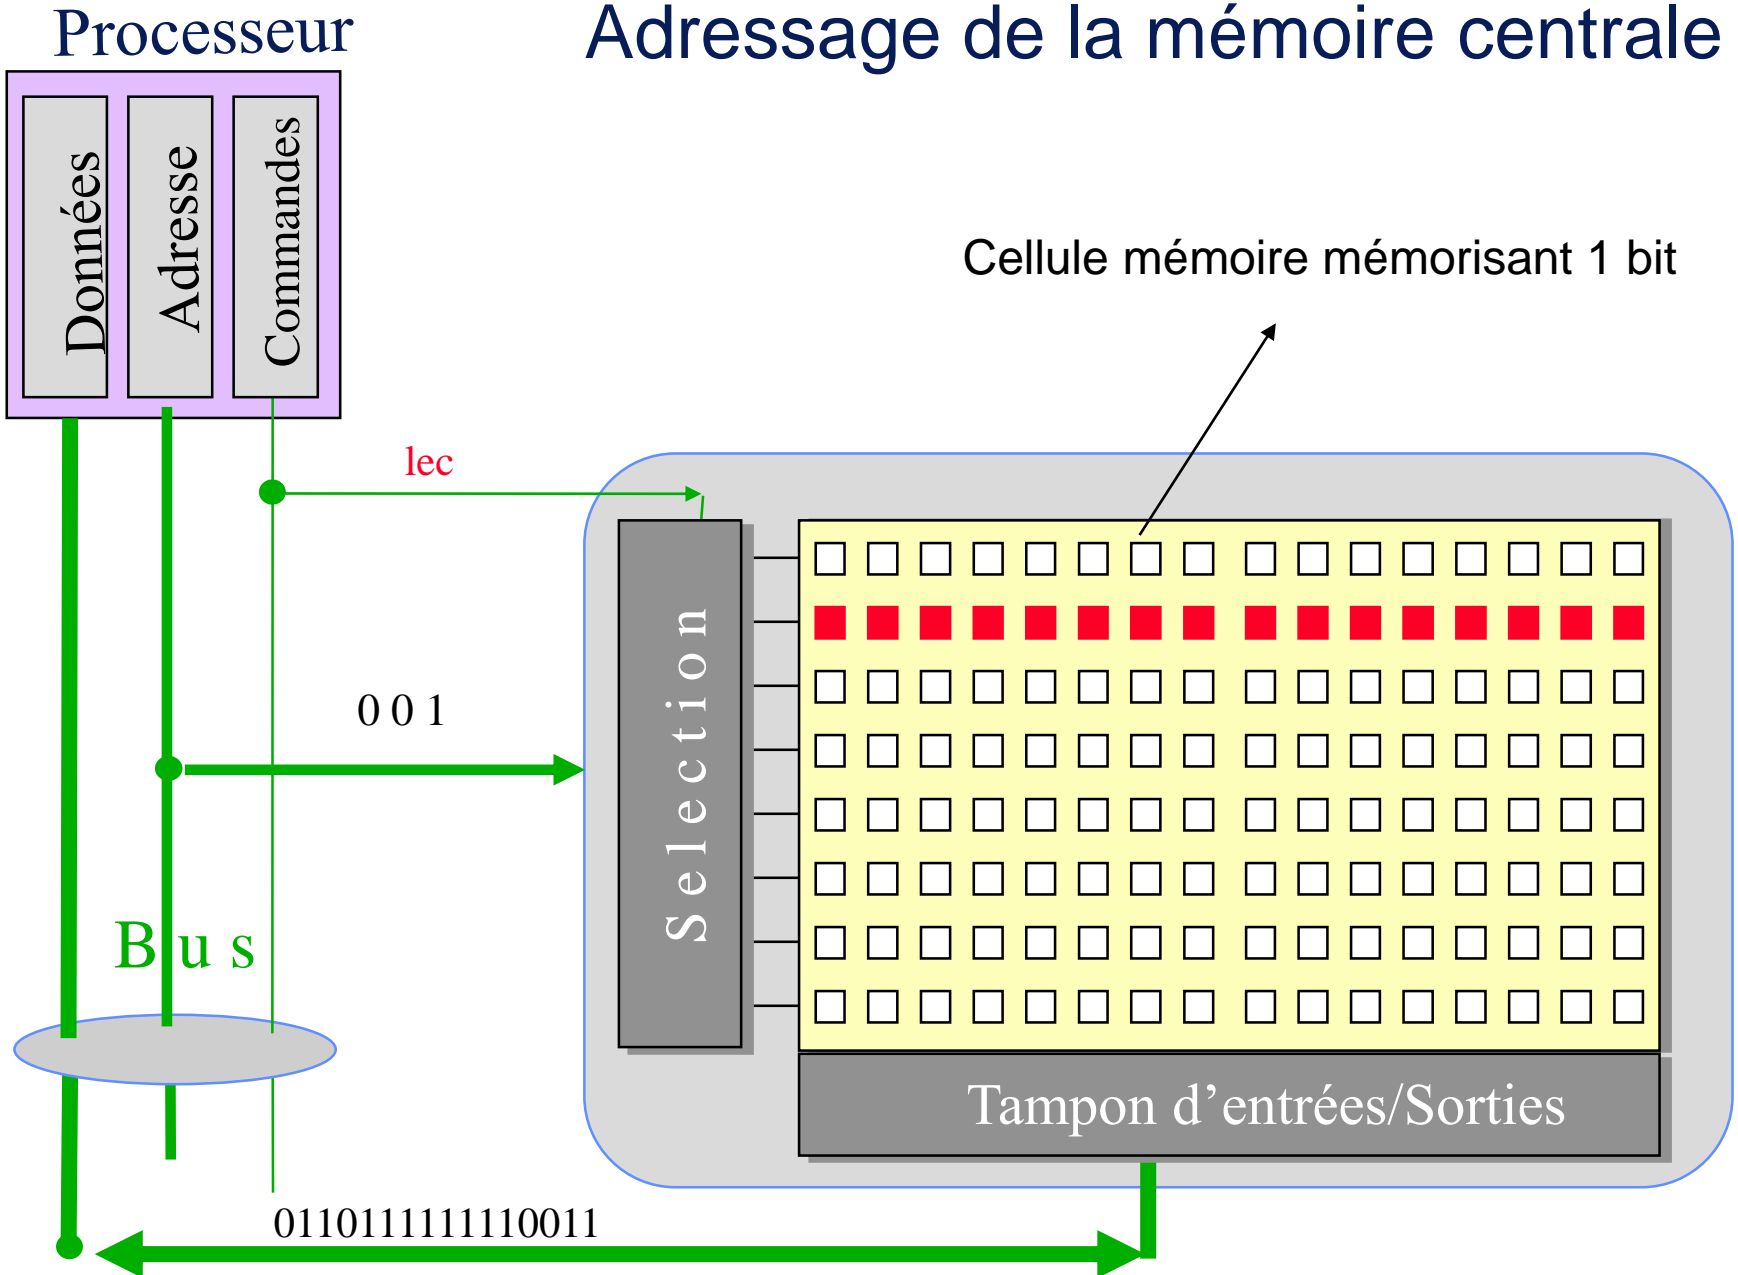 Processeur
Adressage de la mémoire centrale
Données
Adresse
Commandes
Cellule mémoire mémorisant 1 bit
lec
Selection
0 0 1
B u s
Tampon d’entrées/Sorties
0110111111110011